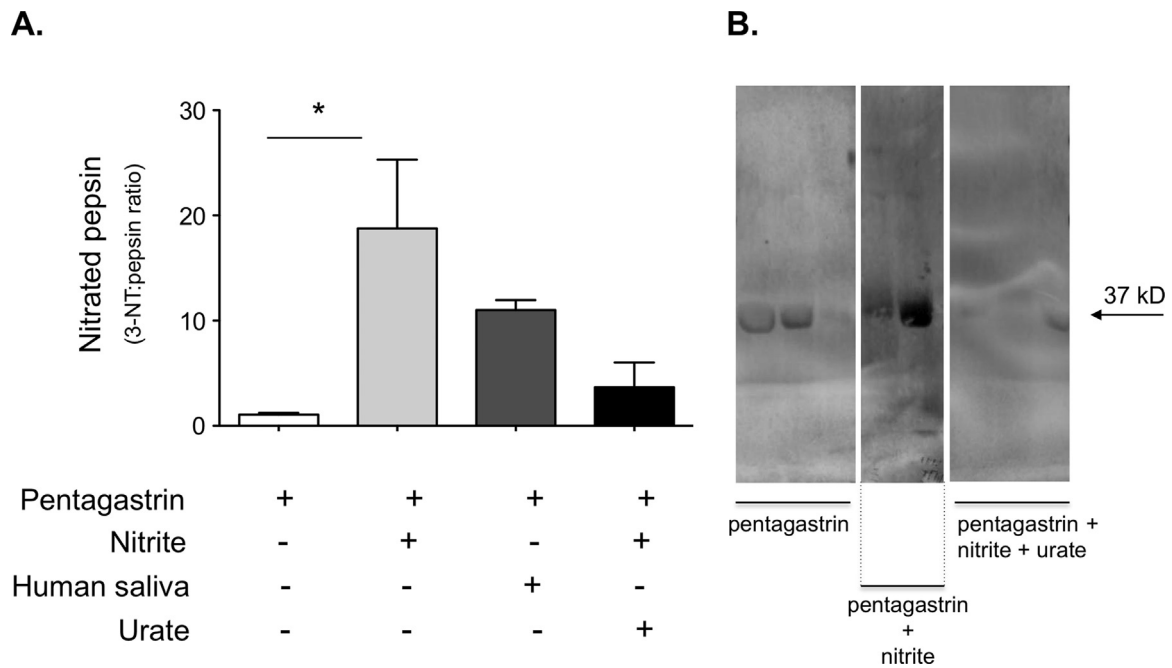 A.
B.
*
30
20
10
0
Nitrated pepsin
(3-NT:pepsin ratio)
Pentagastrin + + + +
Nitrite - + - +
Human saliva - - + -
Urate - - - +
37 kD
pentagastrin
pentagastrin +
nitrite + urate
pentagastrin
+
nitrite